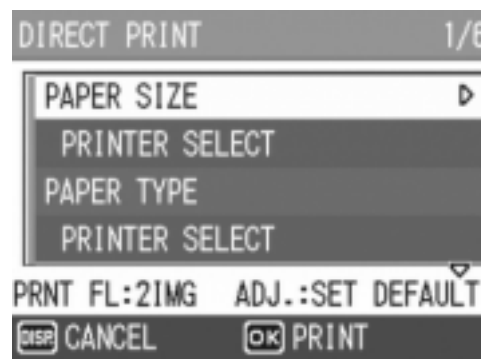 DIRECT PRINT 1/6
PAPER SIZE
PRINTER SELECT
PAPER TYPE
PRINTER SELECT
PRNT FL:2IMG ADJ.:SET DEFAULT
DISP. CANCEL OK PRINT